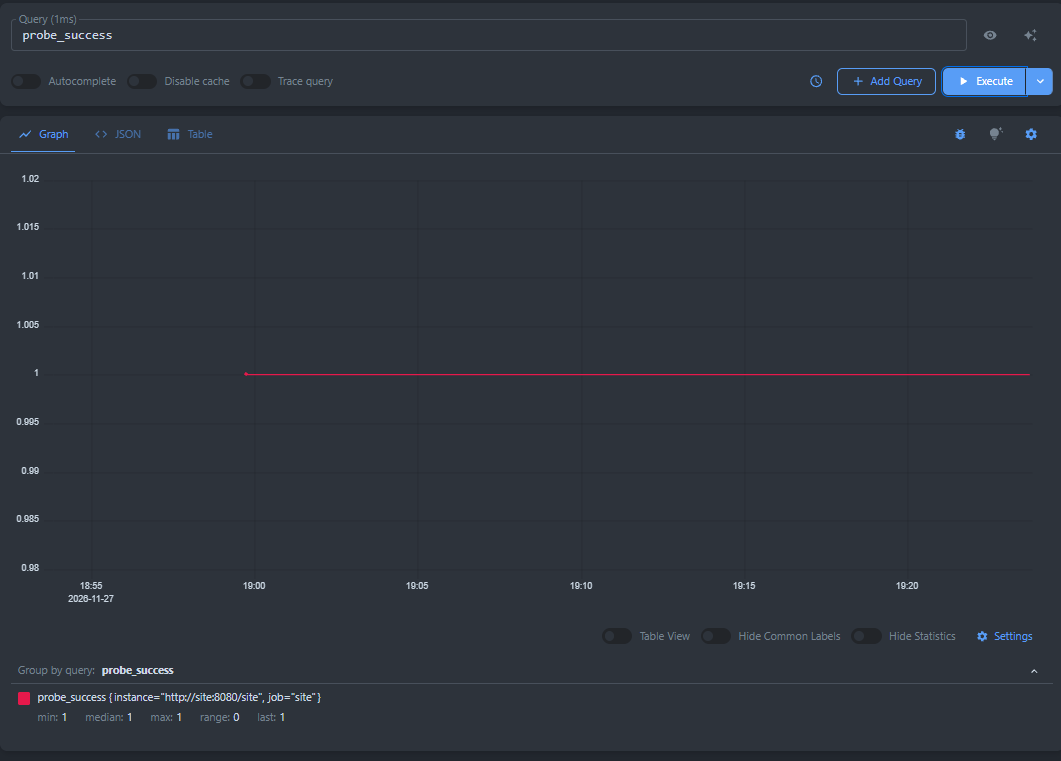 Query (1ms)
probe_success
Autocomplete Disable cache Trace query Add Query Execute
Graph JSON Table
1.02
1.015
1.01
1.005
1
0.995
0.99
0.985
0.98
18:55 19:00 19:05 19:10 19:15 19:20
2026-11-27
Table View Hide Common Labels Hide Statistics Settings
Group by query: probe_success
probe_success {instance="http://site:8080/site", job="site"}
min: 1 median: 1 max: 1 range: 0 last: 1